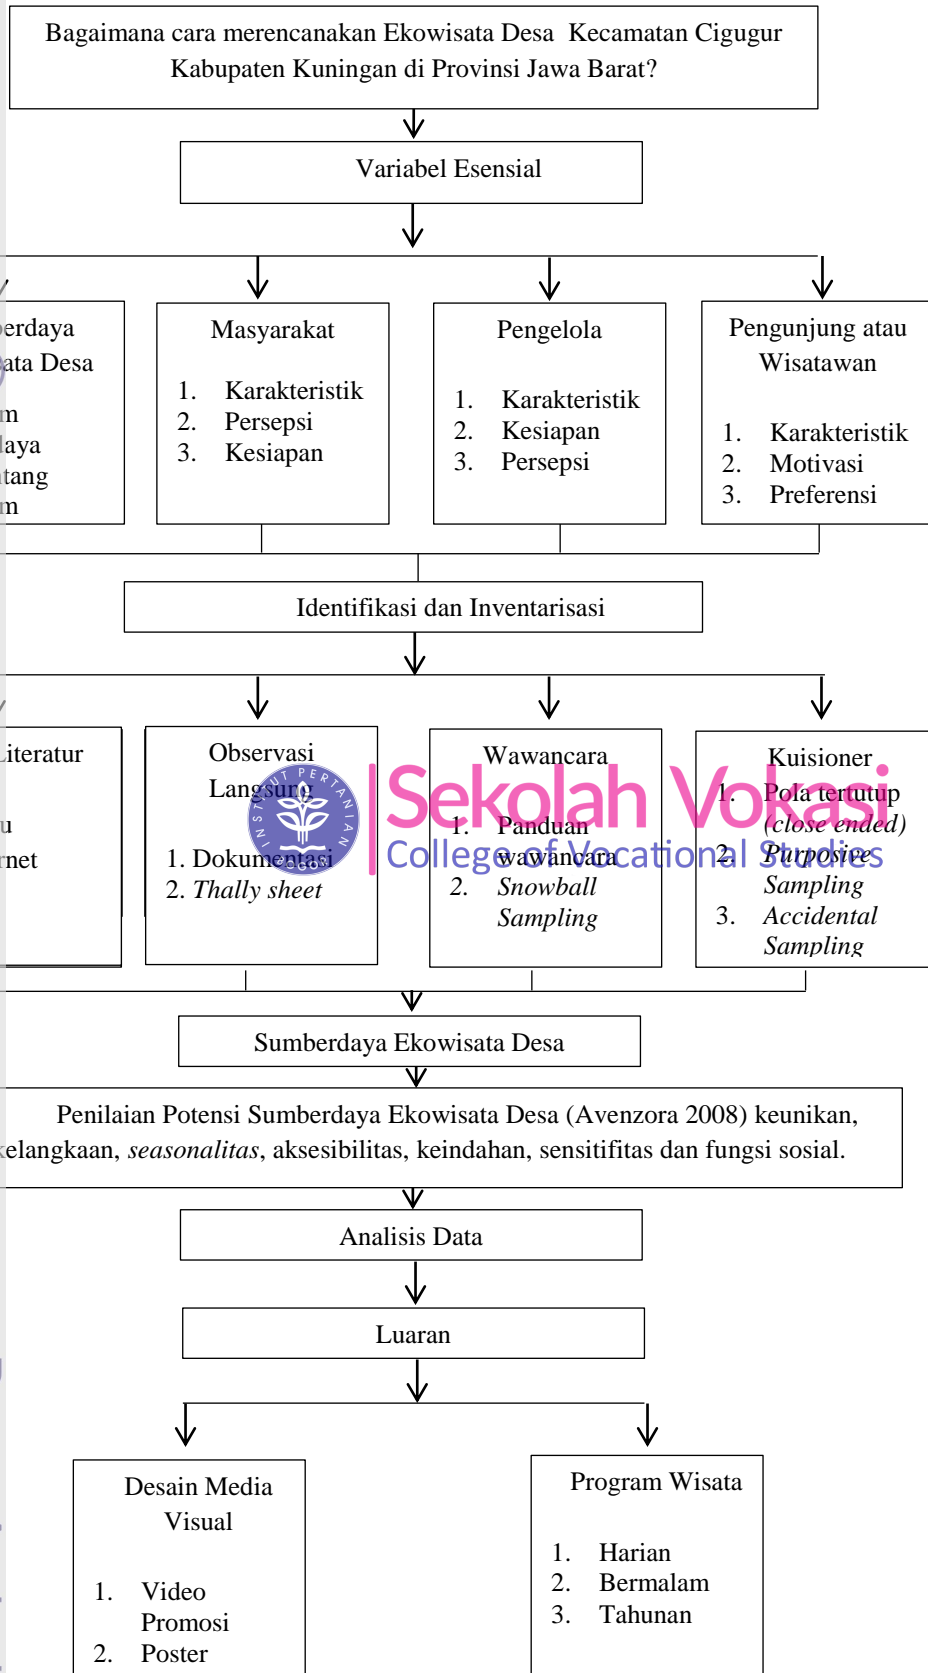 Bagaimana cara merencanakan Ekowisata Desa Kecamatan Cigugur
Kabupaten Kuningan di Provinsi Jawa Barat?
Variabel Esensial
ata Desa
Masyarakat
1. Karakteristik
2. Persepsi
3. Kesiapan
Pengelola
1. Karakteristik
2. Kesiapan
3. Persepsi
Pengunjung atau
Wisatawan
1. Karakteristik
2. Motivasi
3. Preferensi
Identifikasi dan Inventarisasi
Literatur
Observasi
Langsung
1. Dokumentasi
2. Thally sheet
Wawancara
1. Panduan
wawancara
2. Snowball
Sampling
Kuisioner
1. Pola tertutup
(close ended)
2. Purposive
Sampling
3. Accidental
Sampling
INSTITUT PERTANIAN
BOGOR
Sekolah Vokasi
College of Vocational Studies
Sumberdaya Ekowisata Desa
Penilaian Potensi Sumberdaya Ekowisata Desa (Avenzora 2008) keunikan,
kelangkaan, seasonalitas, aksesibilitas, keindahan, sensitifitas dan fungsi sosial.
Analisis Data
Luaran
Desain Media
Visual
1. Video
Promosi
2. Poster
Program Wisata
1. Harian
2. Bermalam
3. Tahunan